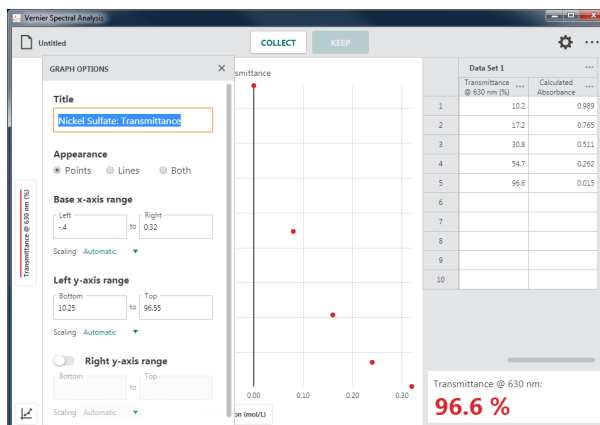 Vernier Spectral Analysis
Untitled
COLLECT
KEEP
GRAPH OPTIONS
Title
Nickel Sulfate: Transmittance
Appearance
Points Lines Both
Base x-axis range
Left Right
-.4 to 0.32
Scaling Automatic
Left y-axis range
Bottom Top
10.25 to 96.55
Scaling Automatic
Right y-axis range
Bottom Top
to
Scaling Automatic
Transmittance @ 630 nm (%)
smittance
0.00 0.10 0.20 0.30
on (mol/L)
Data Set 1
Transmittance @ 630 nm (%)
Calculated Absorbance
1 10.2 0.989
2 17.2 0.765
3 30.8 0.511
4 54.7 0.262
5 96.6 0.015
6
7
8
9
10
Transmittance @ 630 nm:
96.6 %